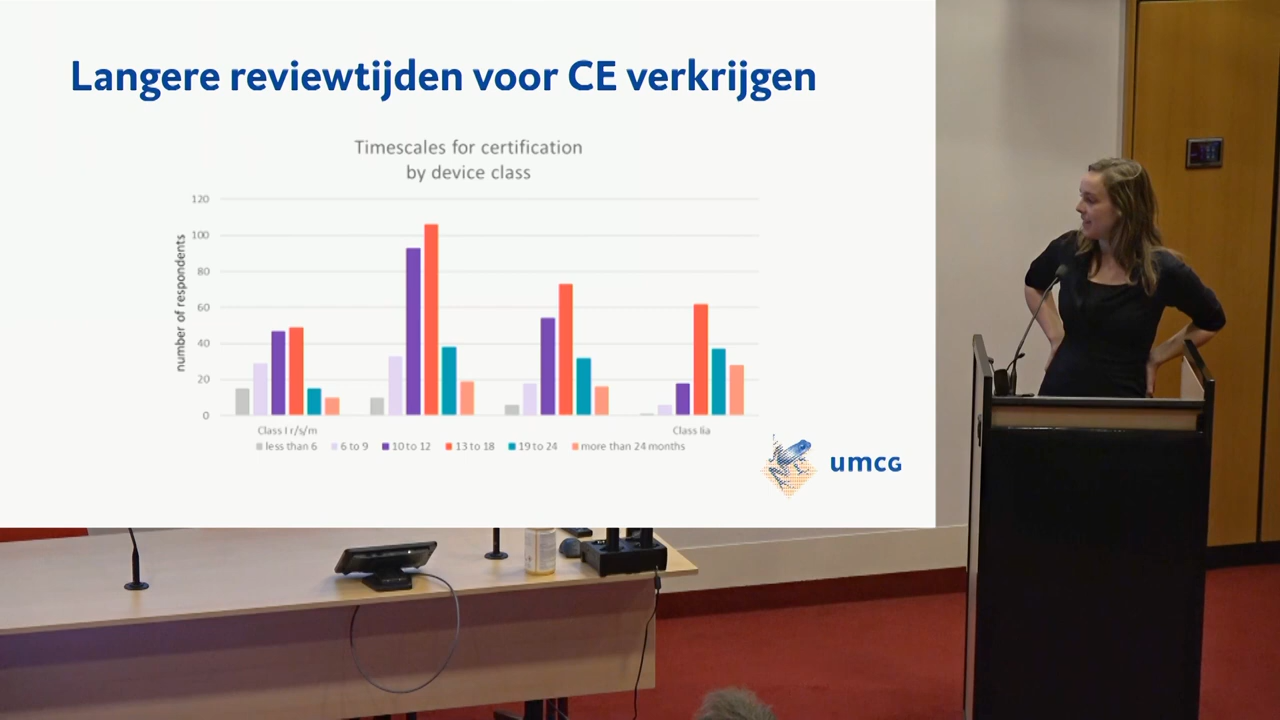 Langere reviewtijden voor CE verkrijgen
Timescales for certification
by device class
number of respondents
120
100
80
60
40
20
0
Class I r/s/m
Class Iia
less than 6 6 to 9 10 to 12 13 to 18 19 to 24 more than 24 months
umcg